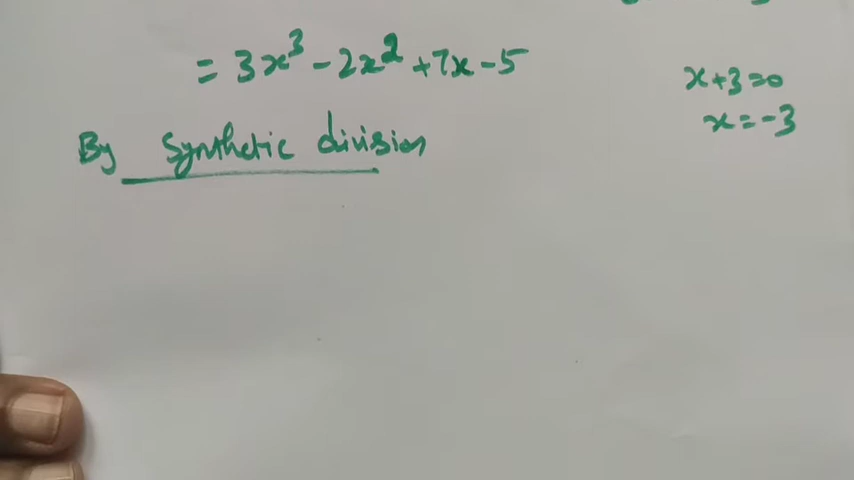 = 3x³ - 2x² + 7x - 5
x+3=0
x=-3
By Synthetic division